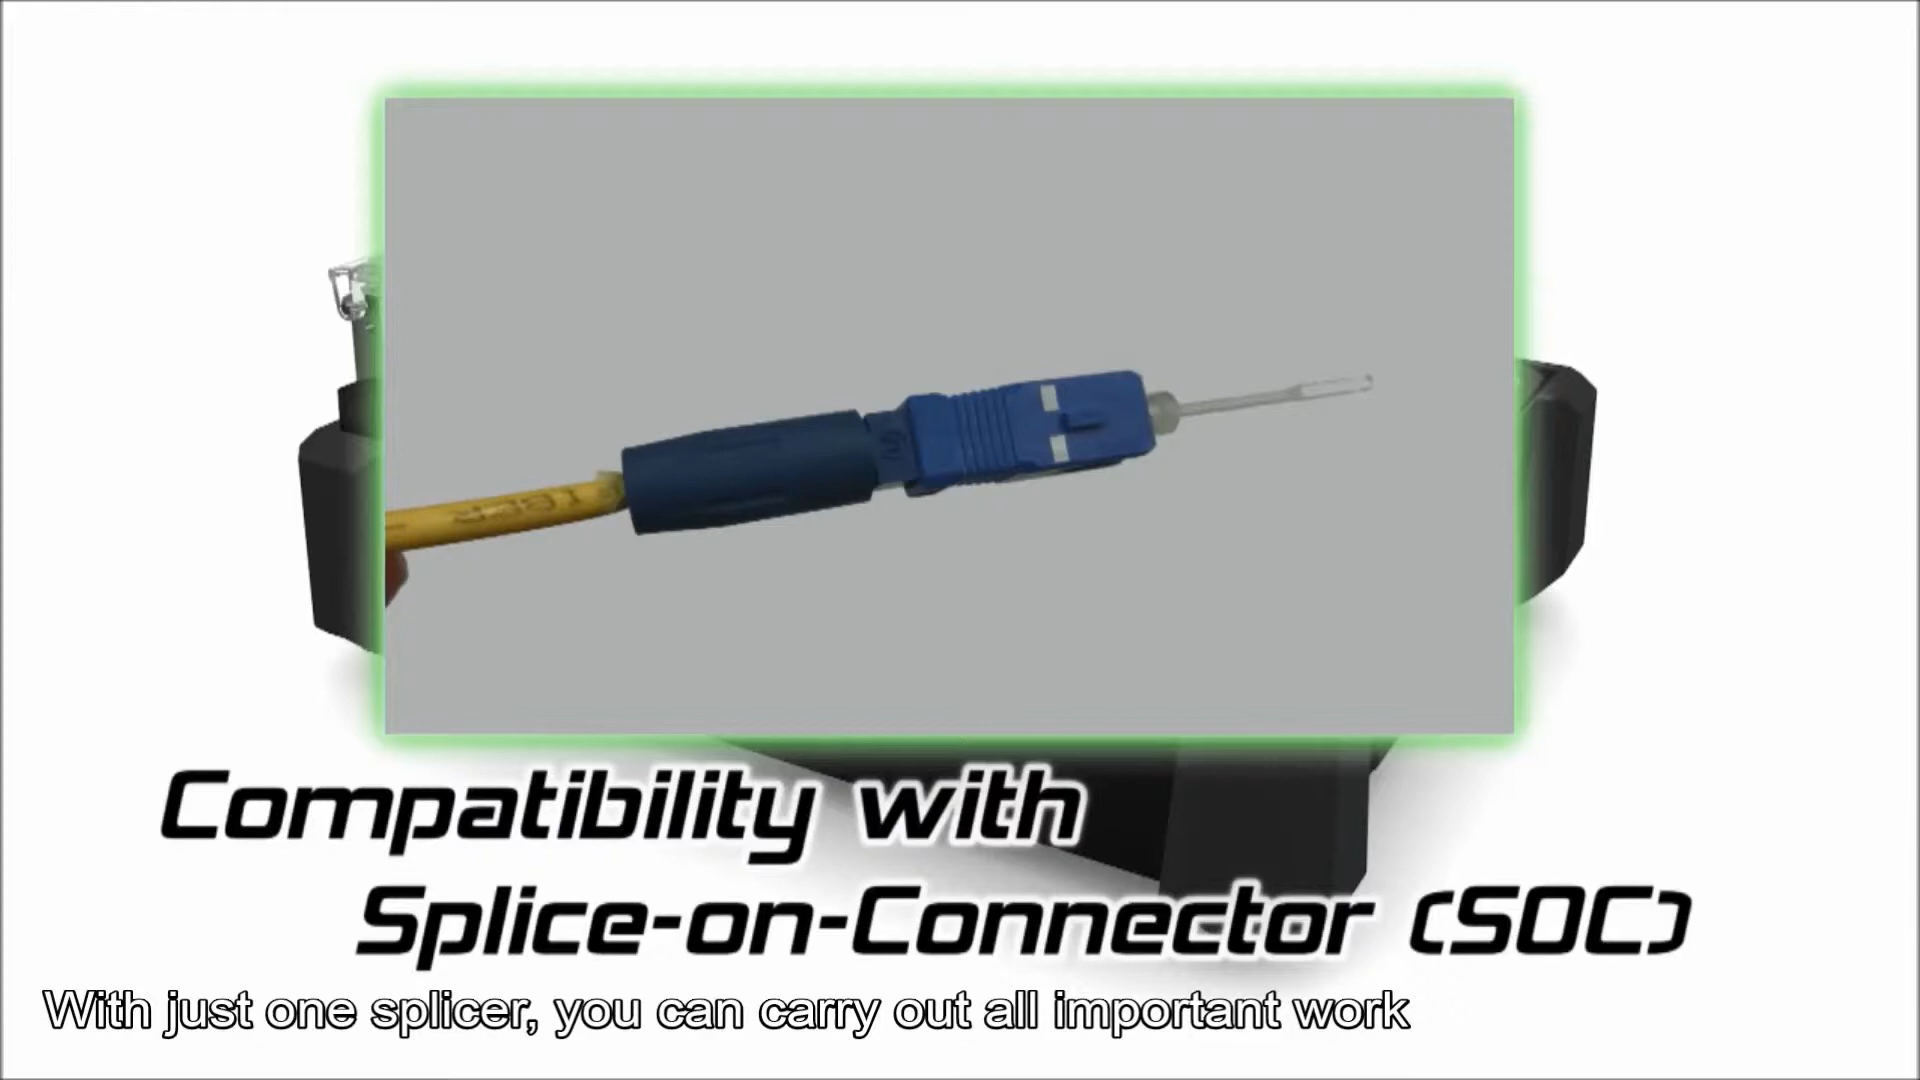 Compatibility with
Splice-on-Connector (SOC)
With just one splicer, you can carry out all important work